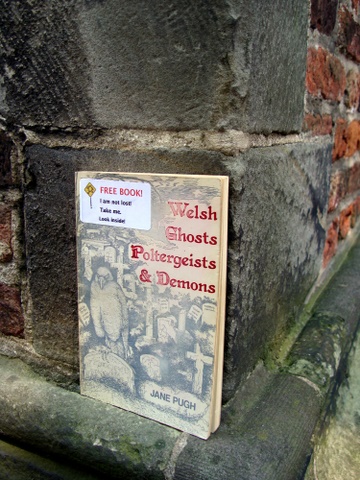 FREE BOOK!
I am not lost!
Take me.
Look inside!
Welsh
Ghosts
Poltergeists
& Demons
JANE PUGH